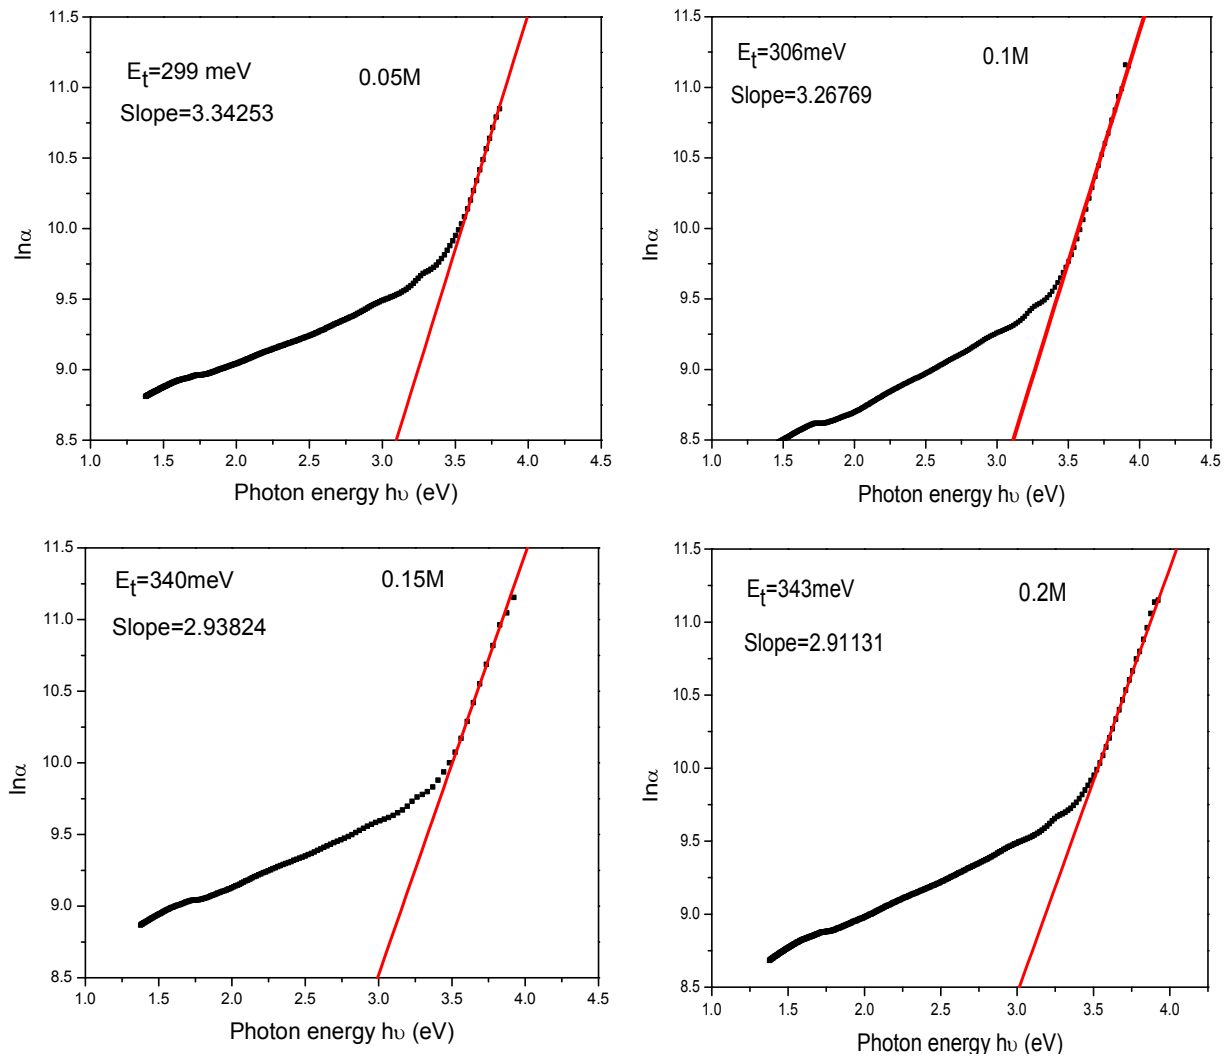 E_t=299 meV
0.05M
Slope=3.34253
lnα
11.5
11.0
10.5
10.0
9.5
9.0
8.5
1.0 1.5 2.0 2.5 3.0 3.5 4.0 4.5
Photon energy hυ (eV)
E_t=306meV
0.1M
Slope=3.26769
lnα
11.5
11.0
10.5
10.0
9.5
9.0
8.5
1.0 1.5 2.0 2.5 3.0 3.5 4.0 4.5
Photon energy hυ (eV)
E_t=340meV
0.15M
Slope=2.93824
lnα
11.5
11.0
10.5
10.0
9.5
9.0
8.5
1.0 1.5 2.0 2.5 3.0 3.5 4.0 4.5
Photon energy hυ (eV)
E_t=343meV
0.2M
Slope=2.91131
lnα
11.5
11.0
10.5
10.0
9.5
9.0
8.5
1.0 1.5 2.0 2.5 3.0 3.5 4.0
Photon energy hυ (eV)